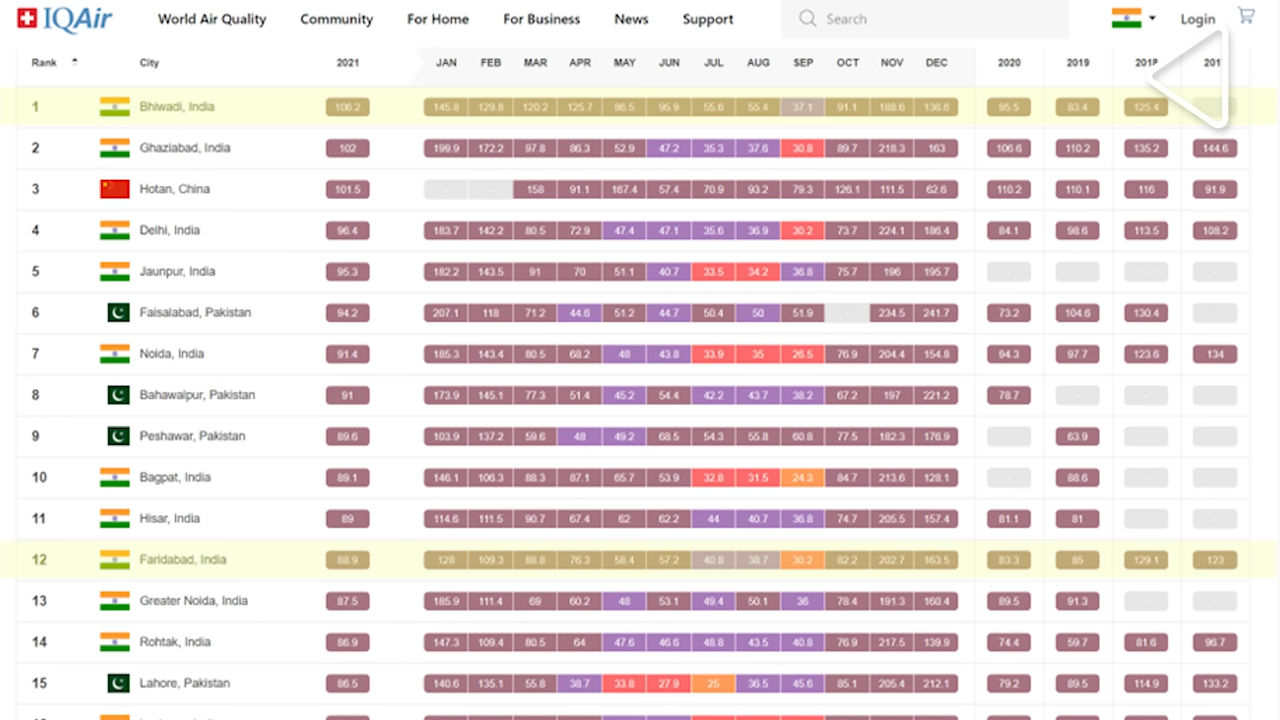 IQAir World Air Quality Community For Home For Business News Support Search Login
Rank City 2021 JAN FEB MAR APR MAY JUN JUL AUG SEP OCT NOV DEC 2020 2019 2018 201
1 Bhiwadi, India 106.2 145.8 129.8 120.2 125.7 86.5 95.9 55.6 55.4 37.1 91.1 188.6 136.6 95.5 83.4 125.4 -
2 Ghaziabad, India 102 199.9 172.2 97.8 86.3 52.9 47.2 35.3 37.6 30.8 89.7 218.3 163 106.6 110.2 135.2 144.6
3 Hotan, China 101.5 - - 158 91.1 167.4 57.4 70.9 93.2 79.3 126.1 111.5 62.6 110.2 110.1 116 91.9
4 Delhi, India 96.4 183.7 142.2 80.5 72.9 47.4 47.1 35.6 36.9 30.2 73.7 224.1 186.4 84.1 98.6 113.5 108.2
5 Jaunpur, India 95.3 182.2 143.5 91 70 51.1 40.7 33.5 34.2 36.8 75.7 196 195.7 - - - -
6 Faisalabad, Pakistan 94.2 207.1 118 71.2 44.6 51.2 44.7 50.4 50 51.9 - 234.5 241.7 73.2 104.6 130.4 -
7 Noida, India 91.4 185.3 143.4 80.5 68.2 48 43.8 33.9 35 26.5 76.9 204.4 154.8 94.3 97.7 123.6 134
8 Bahawalpur, Pakistan 91 173.9 145.1 77.3 51.4 45.2 54.4 42.2 43.7 38.2 67.2 197 221.2 78.7 - - -
9 Peshawar, Pakistan 89.6 103.9 137.2 59.6 48 49.2 68.5 54.3 55.8 60.8 77.5 182.3 176.9 - 63.9 - -
10 Bagpat, India 89.1 146.1 106.3 88.3 87.1 65.7 53.9 32.8 31.5 24.3 84.7 213.6 128.1 - 88.6 - -
11 Hisar, India 89 114.6 111.5 90.7 67.4 62 62.2 44 40.7 36.8 74.7 205.5 157.4 81.1 81 - -
12 Faridabad, India 88.9 128 109.3 88.8 76.3 58.4 57.2 40.8 38.7 30.2 82.2 202.7 163.5 83.3 85 129.1 123
13 Greater Noida, India 87.5 185.9 111.4 69 60.2 48 53.1 49.4 50.1 36 78.4 191.3 160.4 89.5 91.3 - -
14 Rohtak, India 86.9 147.3 109.4 80.5 64 47.6 46.6 48.8 43.5 40.8 76.9 217.5 139.9 74.4 59.7 81.6 96.7
15 Lahore, Pakistan 86.5 140.6 135.1 55.8 38.7 33.8 27.9 25 36.5 45.6 85.1 205.4 212.1 79.2 89.5 114.9 133.2